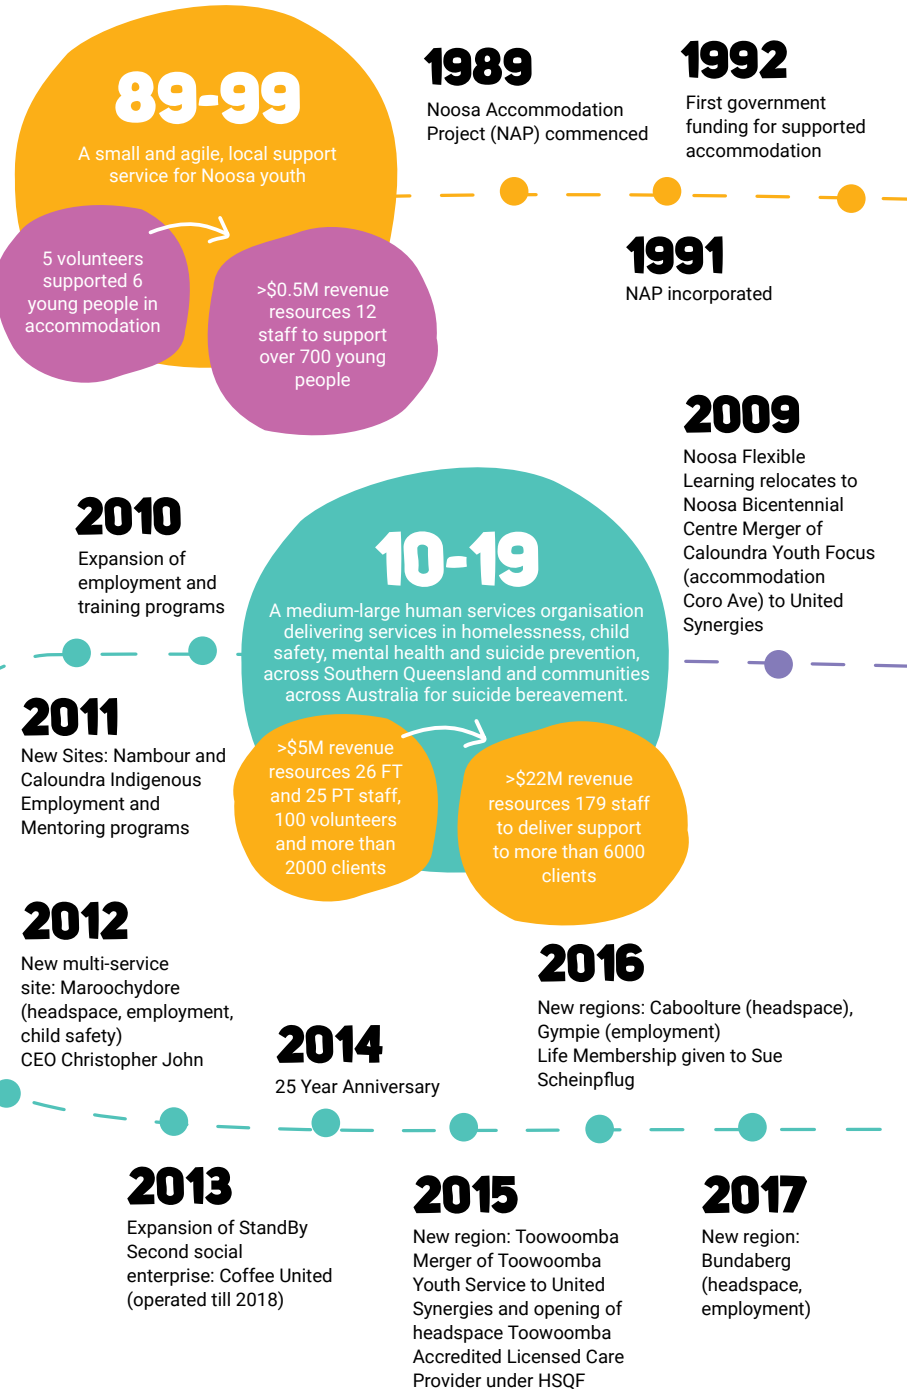 89-99
A small and agile, local support
service for Noosa youth
5 volunteers
supported 6
young people in
accommodation
>$0.5M revenue
resources 12
staff to support
over 700 young
people
1989
Noosa Accommodation
Project (NAP) commenced
1991
NAP incorporated
1992
First government
funding for supported
accommodation
2009
Noosa Flexible
Learning relocates to
Noosa Bicentennial
Centre Merger of
Caloundra Youth Focus
(accommodation
Coro Ave) to United
Synergies
10-19
A medium-large human services organisation
delivering services in homelessness, child
safety, mental health and suicide prevention,
across Southern Queensland and communities
across Australia for suicide bereavement.
>$5M revenue
resources 26 FT
and 25 PT staff,
100 volunteers
and more than
2000 clients
>$22M revenue
resources 179 staff
to deliver support
to more than 6000
clients
2010
Expansion of
employment and
training programs
2011
New Sites: Nambour and
Caloundra Indigenous
Employment and
Mentoring programs
2012
New multi-service
site: Maroochydore
(headspace, employment,
child safety)
CEO Christopher John
2013
Expansion of StandBy
Second social
enterprise: Coffee United
(operated till 2018)
2014
25 Year Anniversary
2015
New region: Toowoomba
Merger of Toowoomba
Youth Service to United
Synergies and opening of
headspace Toowoomba
Accredited Licensed Care
Provider under HSQF
2016
New regions: Caboolture (headspace),
Gympie (employment)
Life Membership given to Sue
Scheinpflug
2017
New region:
Bundaberg
(headspace,
employment)